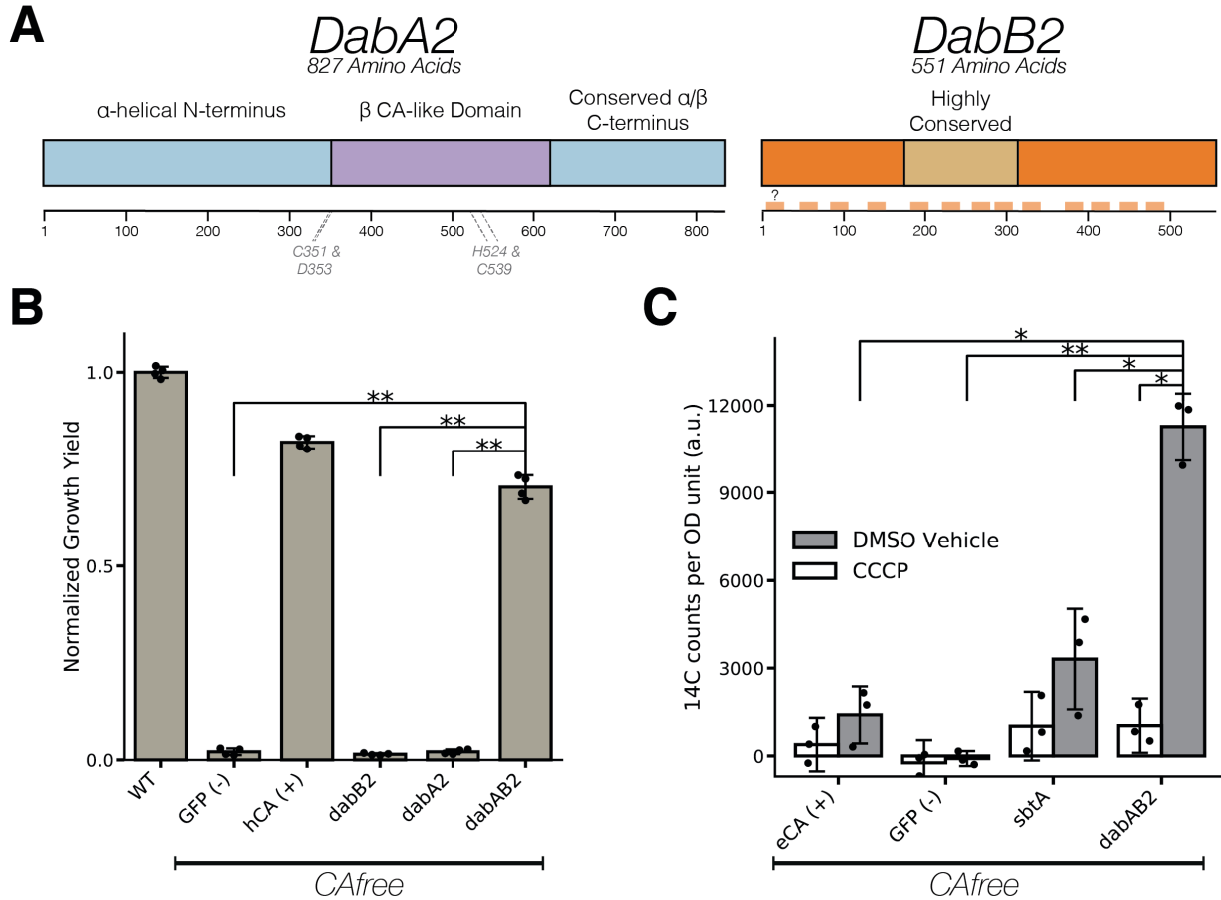 A
DabA2
827 Amino Acids
DabB2
551 Amino Acids
α-helical N-terminus
β CA-like Domain
Conserved α/β
C-terminus
Highly
Conserved
?
1 100 200 300 400 500 600 700 800
1 100 200 300 400 500
C351 &
D353
H524 &
C539
B
Normalized Growth Yield
1.0
0.5
0.0
**
**
**
WT
GFP (-)
hCA (+)
dabB2
dabA2
dabAB2
CAfree
C
14C counts per OD unit (a.u.)
12000
9000
6000
3000
0
*
**
*
*
DMSO Vehicle
CCCP
eCA (+)
GFP (-)
sbtA
dabAB2
CAfree